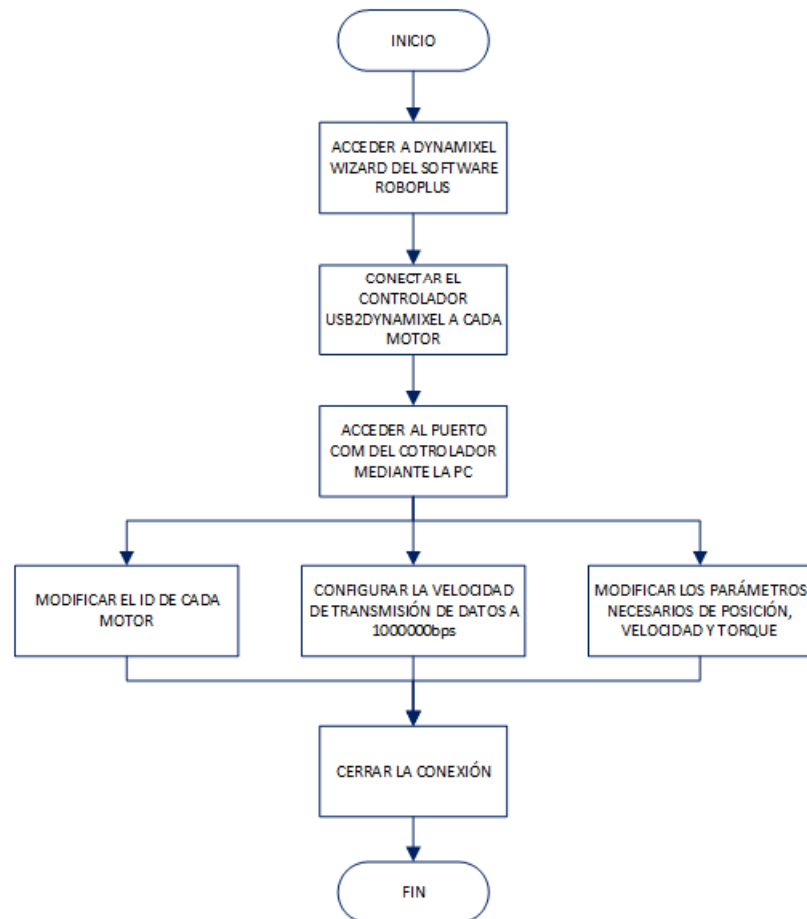 INICIO
ACCEDER A DYNAMIXEL
WIZARD DEL SOFTWARE
ROBOPLUS
CONECTAR EL
CONTROLADOR
USB2DYNAMIXEL A CADA
MOTOR
ACCEDER AL PUERTO
COM DEL COTROLADOR
MEDIANTE LA PC
MODIFICAR EL ID DE CADA
MOTOR
CONFIGURAR LA VELOCIDAD
DE TRANSMISIÓN DE DATOS A
1000000bps
MODIFICAR LOS PARÁMETROS
NECESARIOS DE POSICIÓN,
VELOCIDAD Y TORQUE
CERRAR LA CONEXIÓN
FIN